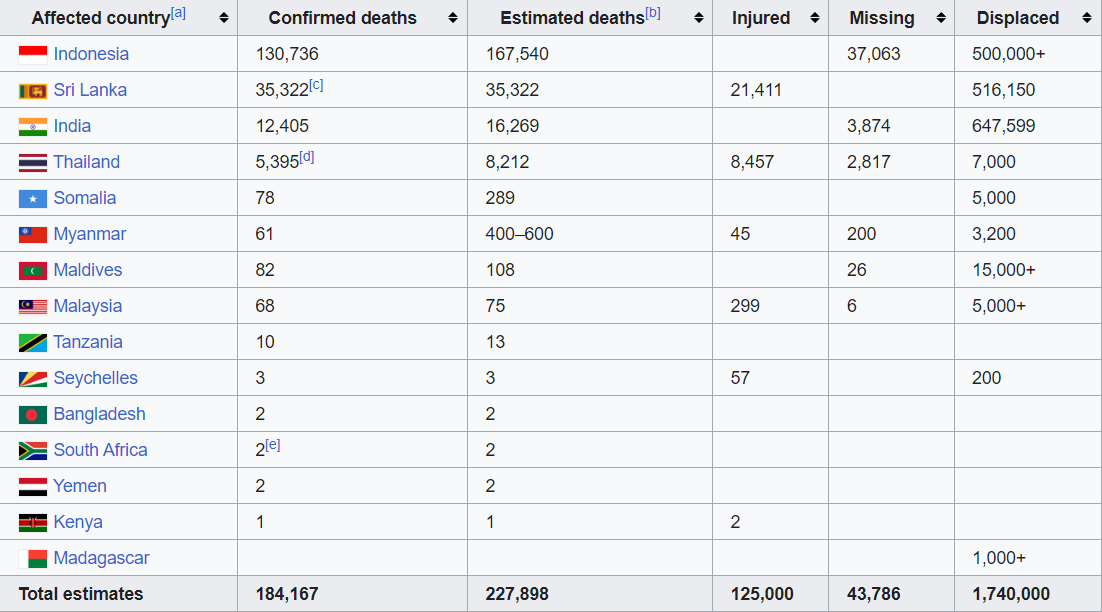 Affected country[a] Confirmed deaths Estimated deaths[b] Injured Missing Displaced
Indonesia 130,736 167,540 37,063 500,000+
Sri Lanka 35,322[c] 35,322 21,411 516,150
India 12,405 16,269 3,874 647,599
Thailand 5,395[d] 8,212 8,457 2,817 7,000
Somalia 78 289 5,000
Myanmar 61 400–600 45 200 3,200
Maldives 82 108 26 15,000+
Malaysia 68 75 299 6 5,000+
Tanzania 10 13
Seychelles 3 3 57 200
Bangladesh 2 2
South Africa 2[e] 2
Yemen 2 2
Kenya 1 1 2
Madagascar 1,000+
Total estimates 184,167 227,898 125,000 43,786 1,740,000